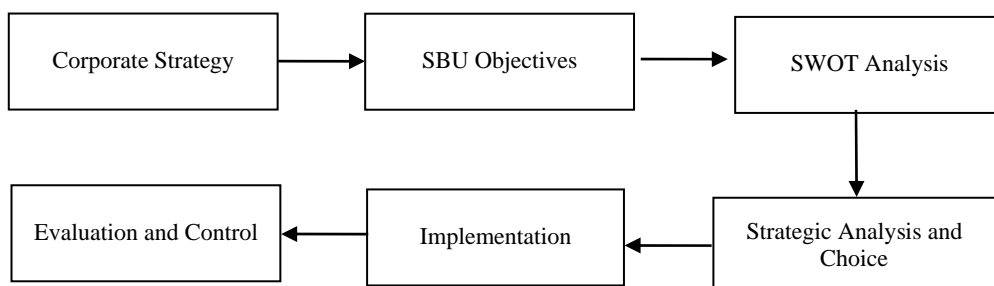 Corporate Strategy
SBU Objectives
SWOT Analysis
Strategic Analysis and
Choice
Implementation
Evaluation and Control